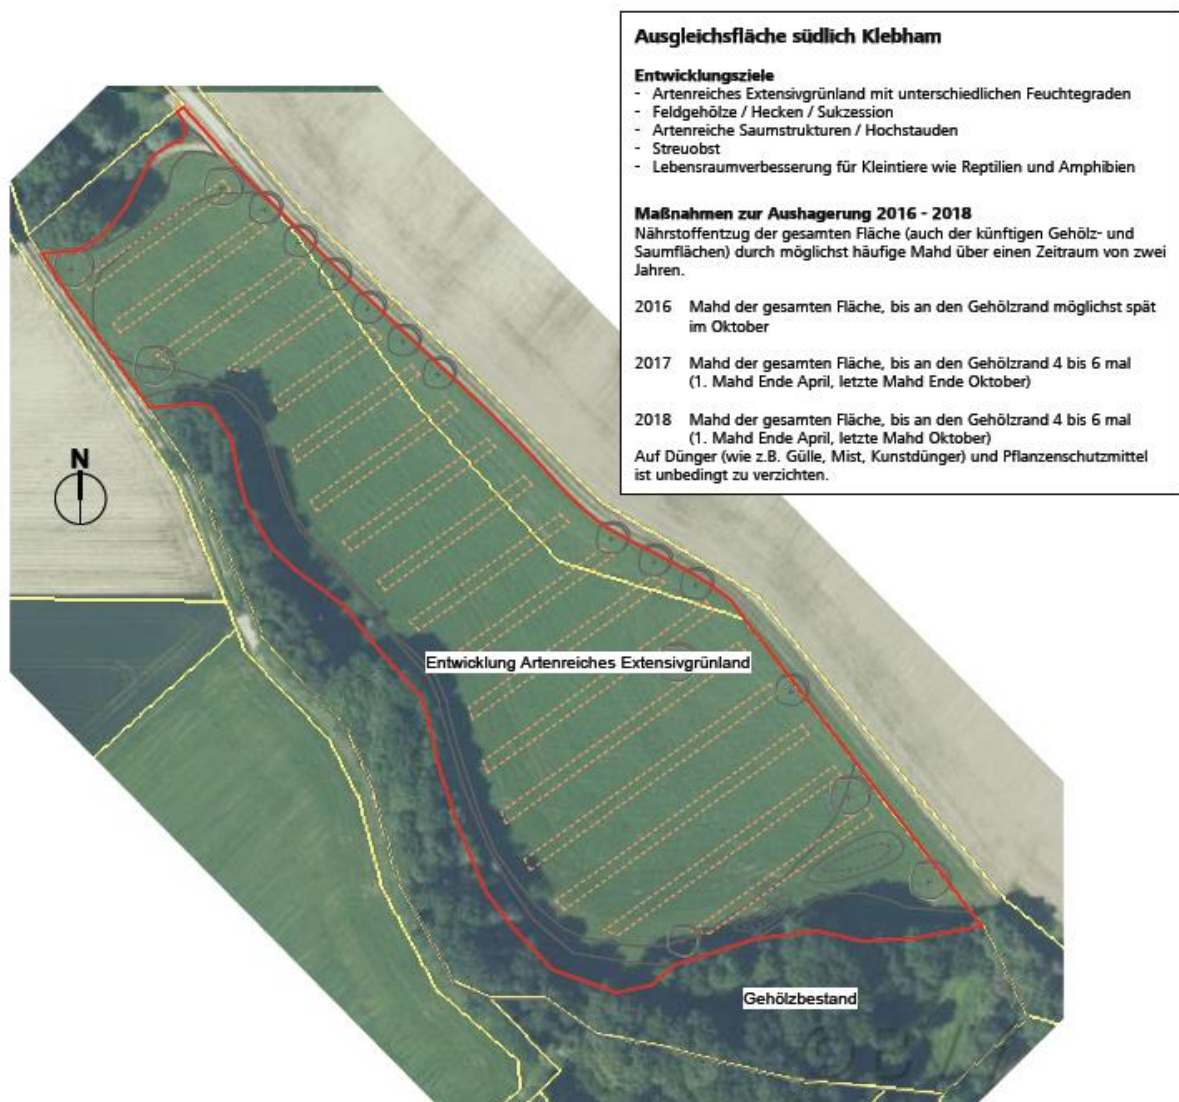 Ausgleichsfläche südlich Klebham
Entwicklungsziele
- Artenreiches Extensivgrünland mit unterschiedlichen Feuchtegraden
- Feldgehölze / Hecken / Sukzession
- Artenreiche Saumstrukturen / Hochstauden
- Streuobst
- Lebensraumverbesserung für Kleintiere wie Reptilien und Amphibien
Maßnahmen zur Aushagerung 2016 - 2018
Nährstoffentzug der gesamten Fläche (auch der künftigen Gehölz- und
Saumflächen) durch möglichst häufige Mahd über einen Zeitraum von zwei
Jahren.
2016 Mahd der gesamten Fläche, bis an den Gehölzrand möglichst spät
im Oktober
2017 Mahd der gesamten Fläche, bis an den Gehölzrand 4 bis 6 mal
(1. Mahd Ende April, letzte Mahd Ende Oktober)
2018 Mahd der gesamten Fläche, bis an den Gehölzrand 4 bis 6 mal
(1. Mahd Ende April, letzte Mahd Oktober)
Auf Dünger (wie z.B. Gülle, Mist, Kunstdünger) und Pflanzenschutzmittel
ist unbedingt zu verzichten.
N
Entwicklung Artenreiches Extensivgrünland
Gehölzbestand